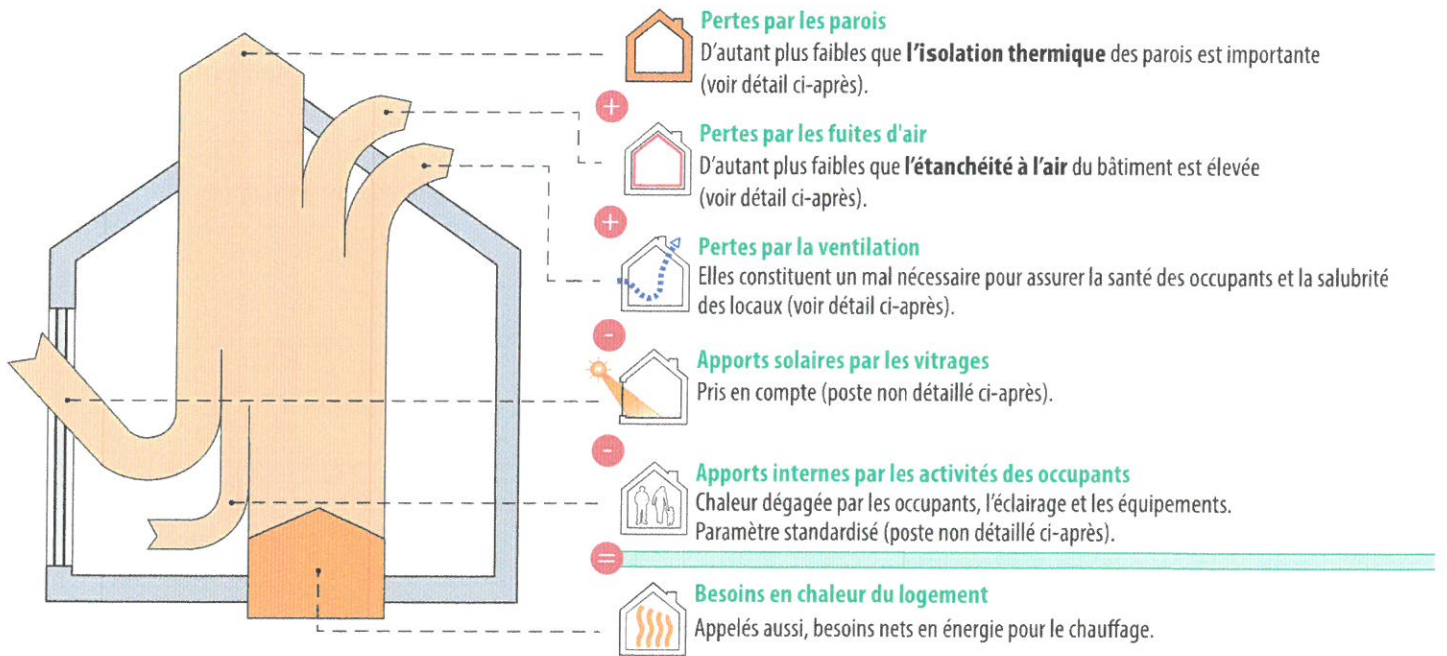 Pertes par les parois
D'autant plus faibles que l'isolation thermique des parois est importante
(voir détail ci-après).
+
Pertes par les fuites d'air
D'autant plus faibles que l'étanchéité à l'air du bâtiment est élevée
(voir détail ci-après).
+
Pertes par la ventilation
Elles constituent un mal nécessaire pour assurer la santé des occupants et la salubrité
des locaux (voir détail ci-après).
-
Apports solaires par les vitrages
Pris en compte (poste non détaillé ci-après).
-
Apports internes par les activités des occupants
Chaleur dégagée par les occupants, l'éclairage et les équipements.
Paramètre standardisé (poste non détaillé ci-après).
=
Besoins en chaleur du logement
Appelés aussi, besoins nets en énergie pour le chauffage.